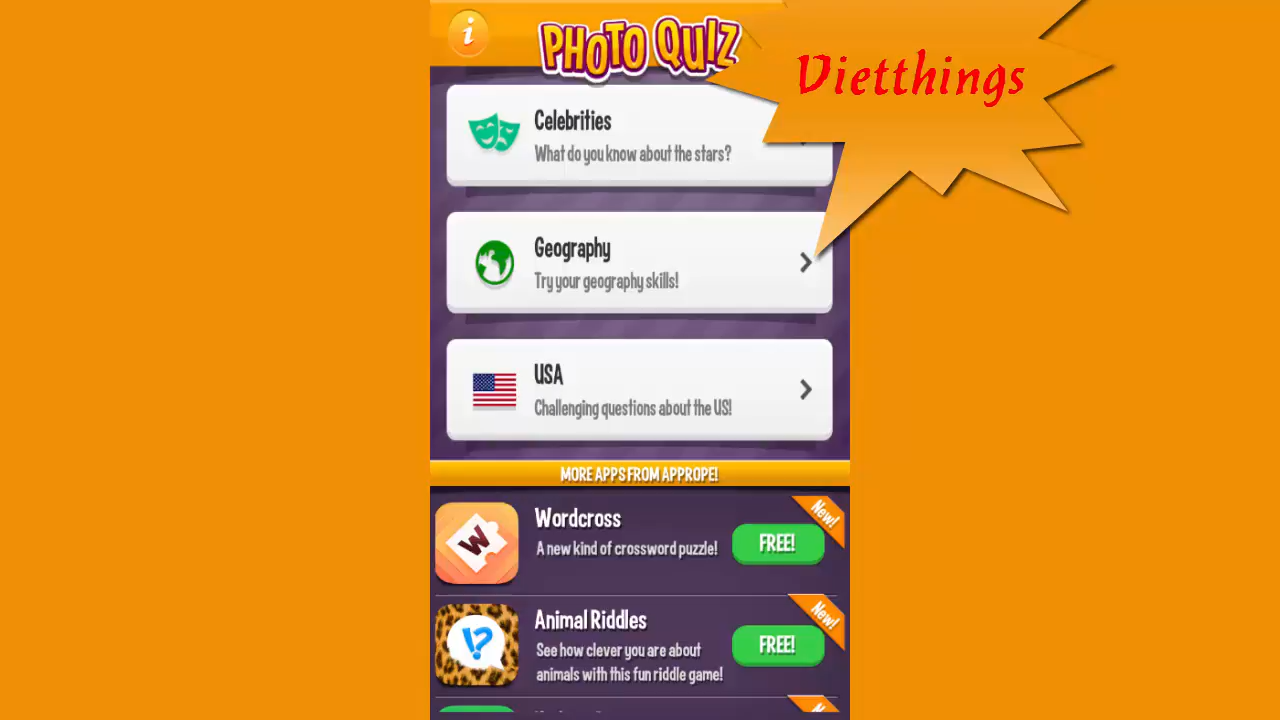 i
PHOTO QUIZ
Vietthings
Celebrities
What do you know about the stars?
Geography
Try your geography skills!
USA
Challenging questions about the US!
MORE APPS FROM APPROPE!
New!
Wordcross
A new kind of crossword puzzle!
FREE!
W
New!
Animal Riddles
See how clever you are about
animals with this fun riddle game!
FREE!
!?